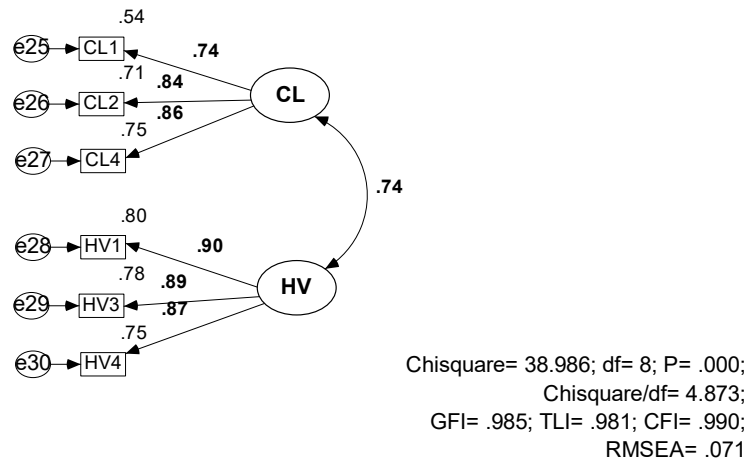 .54
e25 CL1 .74
.71
.84
e26 CL2 CL
.86
.75
e27 CL4
.74
.80
e28 HV1 .90
.78
.89
e29 HV3 HV
.87
.75
e30 HV4
Chisquare= 38.986; df= 8; P= .000;
Chisquare/df= 4.873;
GFI= .985; TLI= .981; CFI= .990;
RMSEA= .071